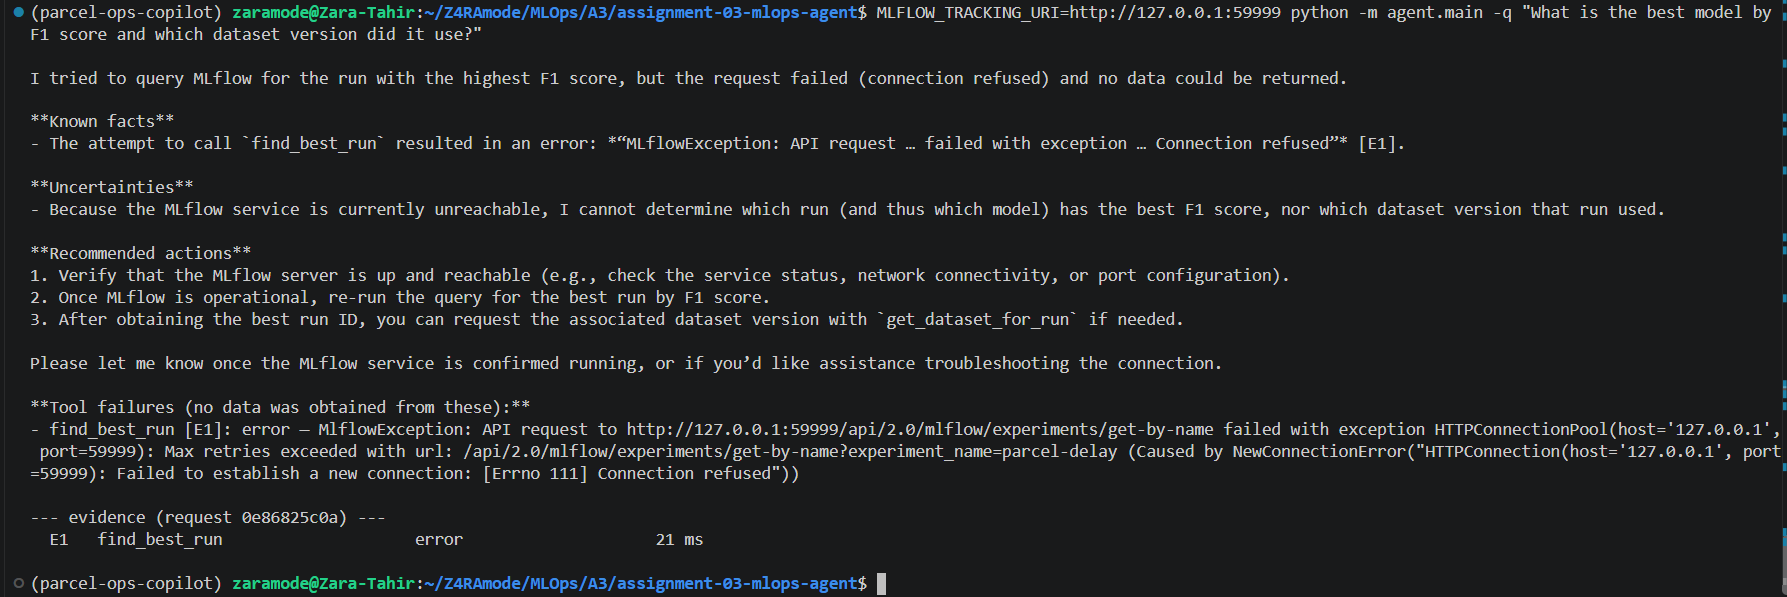 (parcel-ops-copilot) zaramode@Zara-Tahir:~/Z4RAmode/MLOps/A3/assignment-03-mlops-agent$ MLFLOW_TRACKING_URI=http://127.0.0.1:59999 python -m agent.main -q "What is the best model by
F1 score and which dataset version did it use?"
I tried to query MLflow for the run with the highest F1 score, but the request failed (connection refused) and no data could be returned.
**Known facts**
- The attempt to call `find_best_run` resulted in an error: *“MLflowException: API request … failed with exception … Connection refused”* [E1].
**Uncertainties**
- Because the MLflow service is currently unreachable, I cannot determine which run (and thus which model) has the best F1 score, nor which dataset version that run used.
**Recommended actions**
1. Verify that the MLflow server is up and reachable (e.g., check the service status, network connectivity, or port configuration).
2. Once MLflow is operational, re-run the query for the best run by F1 score.
3. After obtaining the best run ID, you can request the associated dataset version with `get_dataset_for_run` if needed.
Please let me know once the MLflow service is confirmed running, or if you’d like assistance troubleshooting the connection.
**Tool failures (no data was obtained from these):**
- find_best_run [E1]: error — MlflowException: API request to http://127.0.0.1:59999/api/2.0/mlflow/experiments/get-by-name failed with exception HTTPConnectionPool(host='127.0.0.1',
port=59999): Max retries exceeded with url: /api/2.0/mlflow/experiments/get-by-name?experiment_name=parcel-delay (Caused by NewConnectionError("HTTPConnection(host='127.0.0.1', port
=59999): Failed to establish a new connection: [Errno 111] Connection refused"))
--- evidence (request 0e86825c0a) ---
E1 find_best_run error 21 ms
(parcel-ops-copilot) zaramode@Zara-Tahir:~/Z4RAmode/MLOps/A3/assignment-03-mlops-agent$